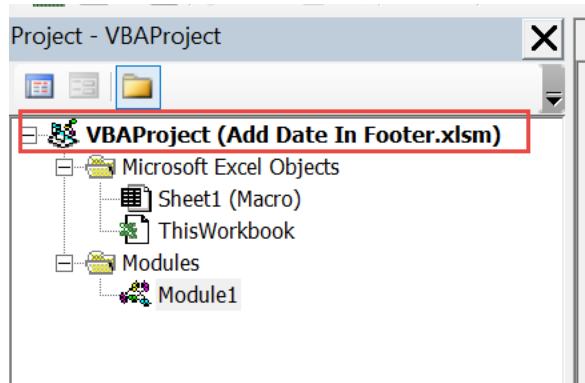 Project - VBAProject
VBAProject (Add Date In Footer.xlsm)
Microsoft Excel Objects
Sheet1 (Macro)
ThisWorkbook
Modules
Module1